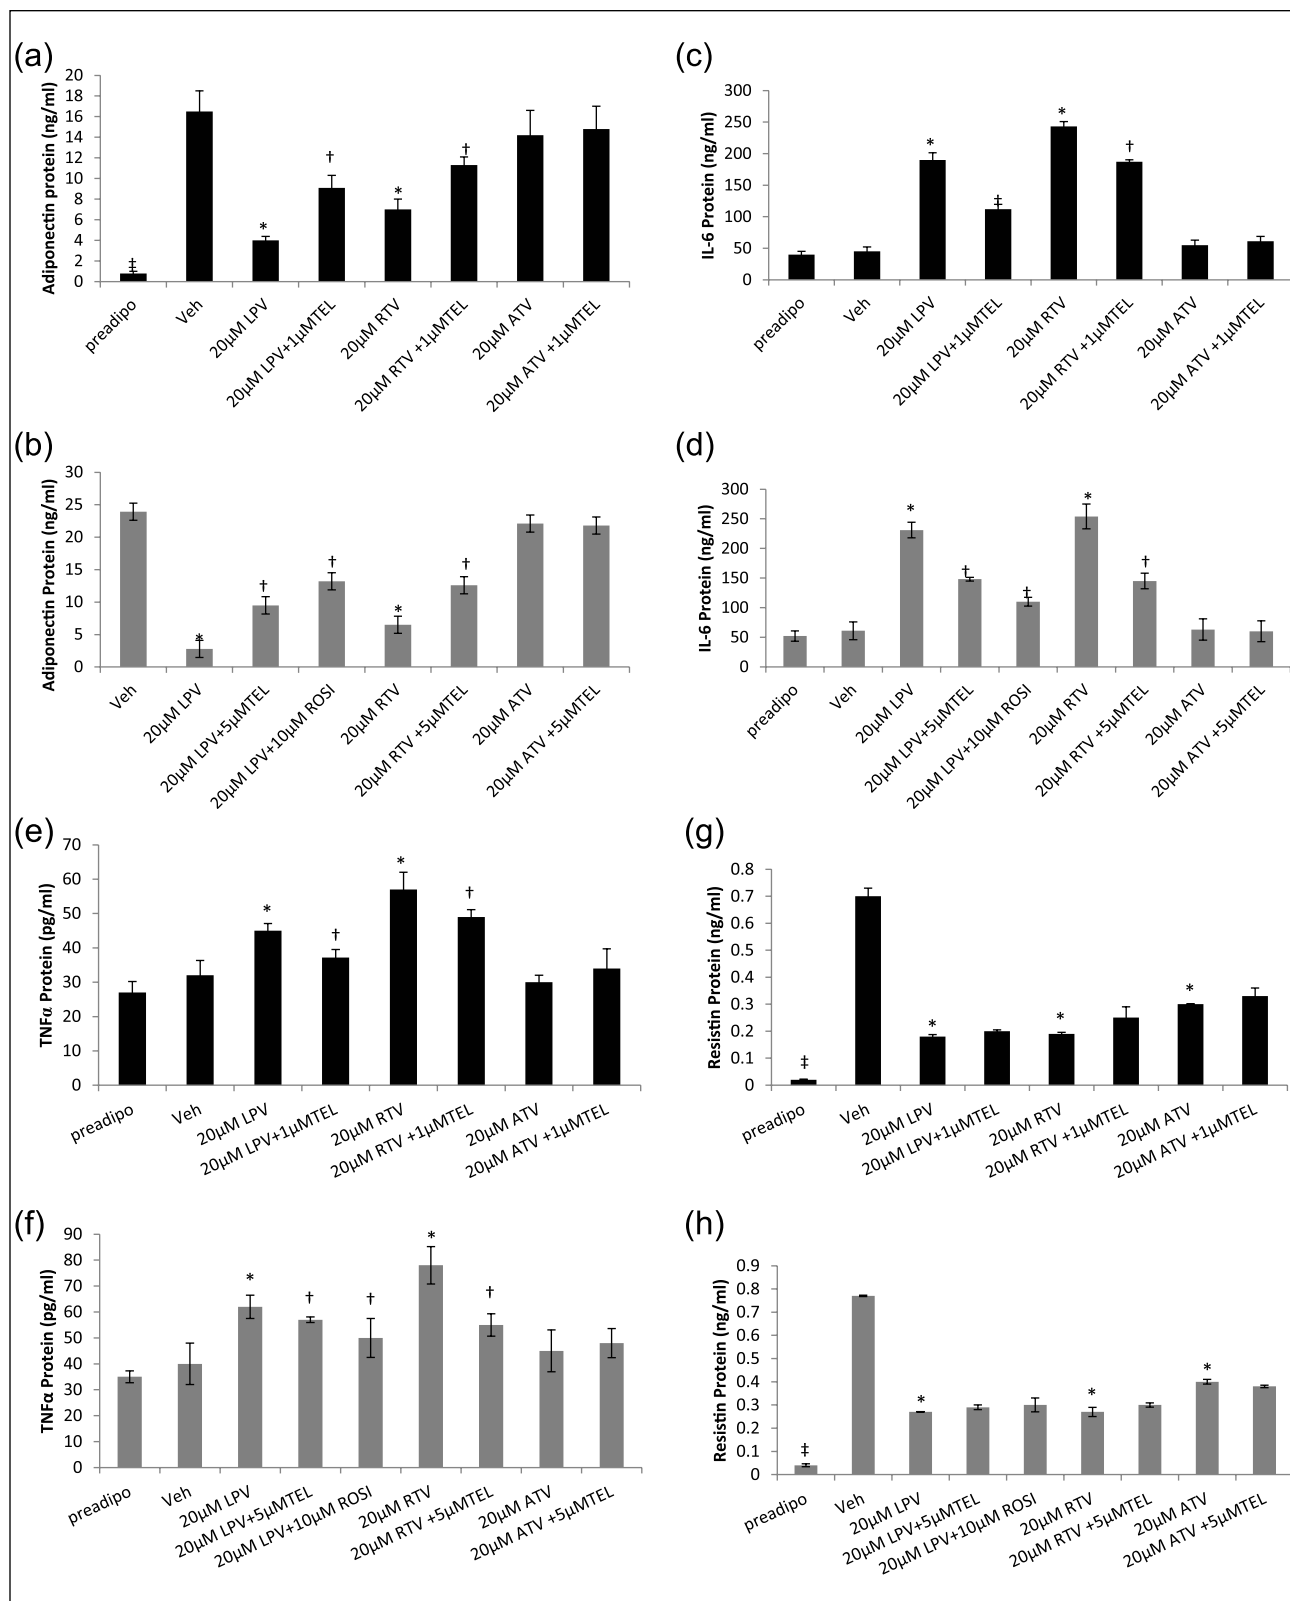 (a)
Adiponectin protein (ng/ml)
20
18
16
14
12
10
8
6
4
2
0
‡
*
†
*
†
preadipo
Veh
20µM LPV
20µM LPV+1µMTEL
20µM RTV
20µM RTV +1µMTEL
20µM ATV
20µM ATV +1µMTEL
(c)
IL-6 Protein (ng/ml)
300
250
200
150
100
50
0
*
‡
*
†
preadipo
Veh
20µM LPV
20µM LPV+1µMTEL
20µM RTV
20µM RTV +1µMTEL
20µM ATV
20µM ATV +1µMTEL
(b)
Adiponectin Protein (ng/ml)
30
25
20
15
10
5
0
*
†
†
*
†
Veh
20µM LPV
20µM LPV+5µMTEL
20µM LPV+10µM ROSI
20µM RTV
20µM RTV +5µMTEL
20µM ATV
20µM ATV +5µMTEL
(d)
IL-6 Protein (ng/ml)
300
250
200
150
100
50
0
*
†
‡
*
†
preadipo
Veh
20µM LPV
20µM LPV+5µMTEL
20µM LPV+10µM ROSI
20µM RTV
20µM RTV +5µMTEL
20µM ATV
20µM ATV +5µMTEL
(e)
TNFα Protein (pg/ml)
70
60
50
40
30
20
10
0
*
†
*
†
preadipo
Veh
20µM LPV
20µM LPV+1µMTEL
20µM RTV
20µM RTV +1µMTEL
20µM ATV
20µM ATV +1µMTEL
(g)
Resistin Protein (ng/ml)
0.8
0.7
0.6
0.5
0.4
0.3
0.2
0.1
0
‡
*
*
*
preadipo
Veh
20µM LPV
20µM LPV+1µMTEL
20µM RTV
20µM RTV +1µMTEL
20µM ATV
20µM ATV +1µMTEL
(f)
TNFα Protein (pg/ml)
90
80
70
60
50
40
30
20
10
0
*
†
†
*
†
preadipo
Veh
20µM LPV
20µM LPV+5µMTEL
20µM LPV+10µM ROSI
20µM RTV
20µM RTV +5µMTEL
20µM ATV
20µM ATV +5µMTEL
(h)
Resistin Protein (ng/ml)
0.9
0.8
0.7
0.6
0.5
0.4
0.3
0.2
0.1
0
‡
*
*
*
preadipo
Veh
20µM LPV
20µM LPV+5µMTEL
20µM LPV+10µM ROSI
20µM RTV
20µM RTV +5µMTEL
20µM ATV
20µM ATV +5µMTEL